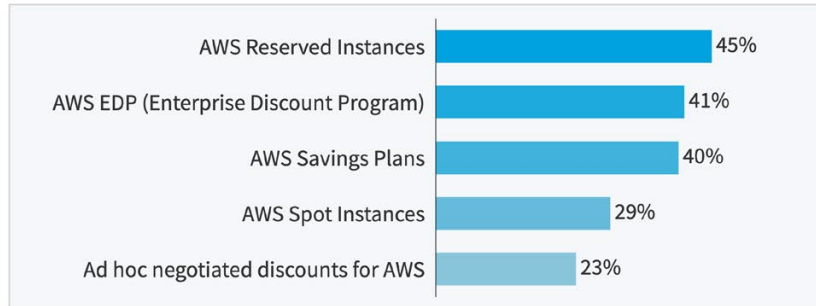 AWS Reserved Instances 45%
AWS EDP (Enterprise Discount Program) 41%
AWS Savings Plans 40%
AWS Spot Instances 29%
Ad hoc negotiated discounts for AWS 23%